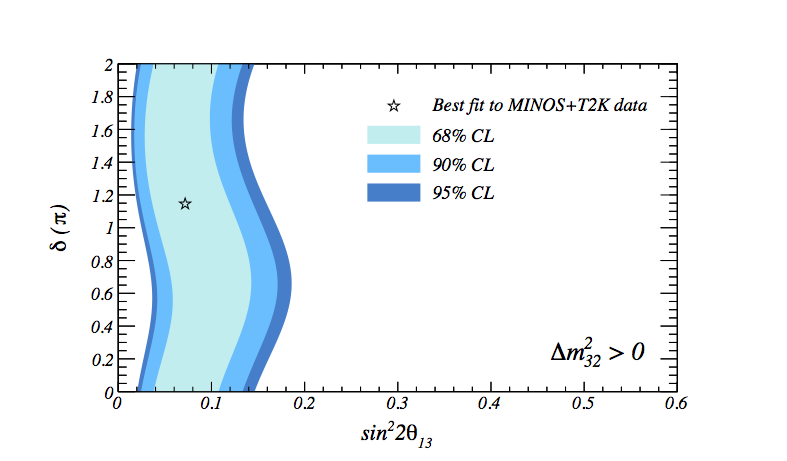 2
1.8
1.6
1.4
1.2
1
0.8
0.6
0.4
0.2
0
δ (π)
☆ Best fit to MINOS+T2K data
68% CL
90% CL
95% CL
Δm²₃₂ > 0
0 0.1 0.2 0.3 0.4 0.5 0.6
sin²2θ₁₃